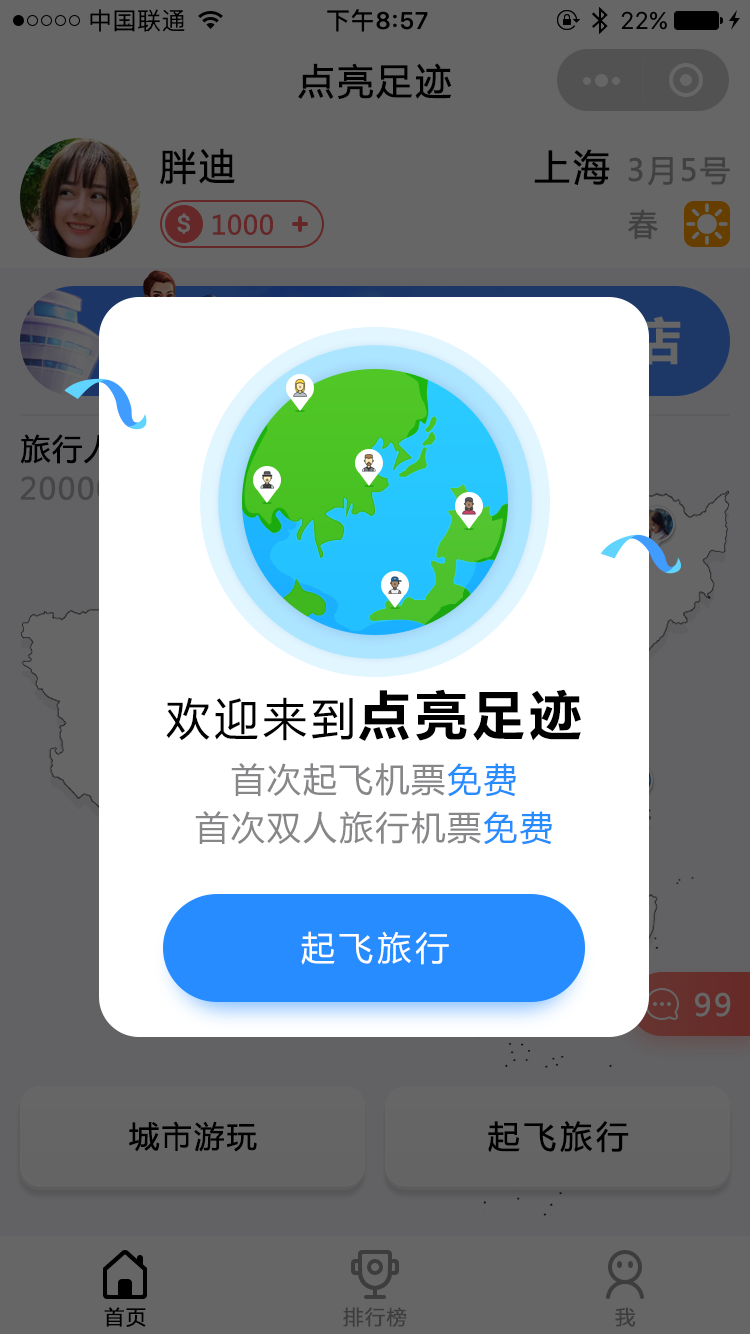 中国联通 下午8:57 22%
点亮足迹
胖迪 上海 3月5号
$ 1000 + 春
店
旅行人
2000
欢迎来到点亮足迹
首次起飞机票免费
首次双人旅行机票免费
起飞旅行
99
城市游玩 起飞旅行
首页 排行榜 我